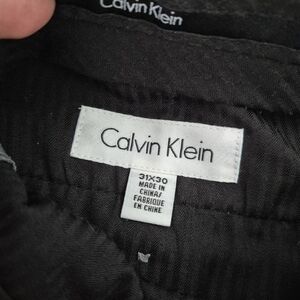 Calvin Klein
Calvin Klein
31X30
MADE IN
CHINA/
FABRIQUÉ
EN CHINE